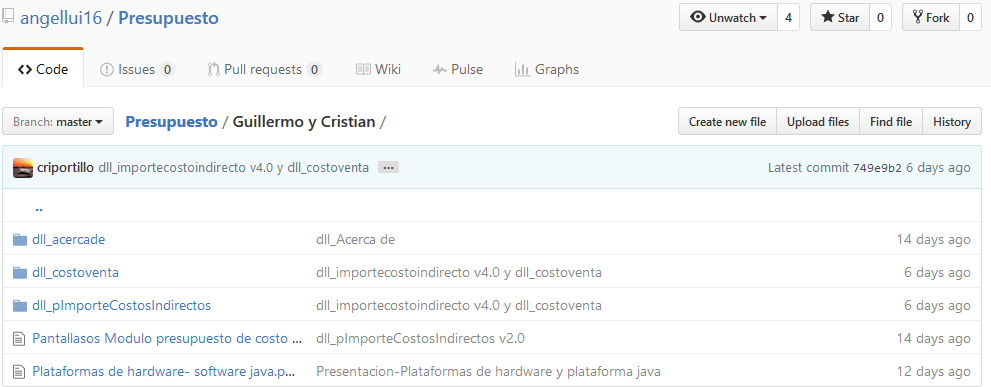 angellui16 / Presupuesto Unwatch 4 Star 0 Fork 0
Code Issues 0 Pull requests 0 Wiki Pulse Graphs
Branch: master Presupuesto / Guillermo y Cristian / Create new file Upload files Find file History
criportillo dll_importecostoindirecto v4.0 y dll_costoventa ... Latest commit 749e9b2 6 days ago
..
dll_acercade dll_Acerca de 14 days ago
dll_costoventa dll_importecostoindirecto v4.0 y dll_costoventa 6 days ago
dll_pImporteCostosIndirectos dll_importecostoindirecto v4.0 y dll_costoventa 6 days ago
Pantallasos Modulo presupuesto de costo ... dll_pImporteCostosIndirectos v2.0 14 days ago
Plataformas de hardware- software java.p... Presentacion-Plataformas de hardware y plataforma java 12 days ago